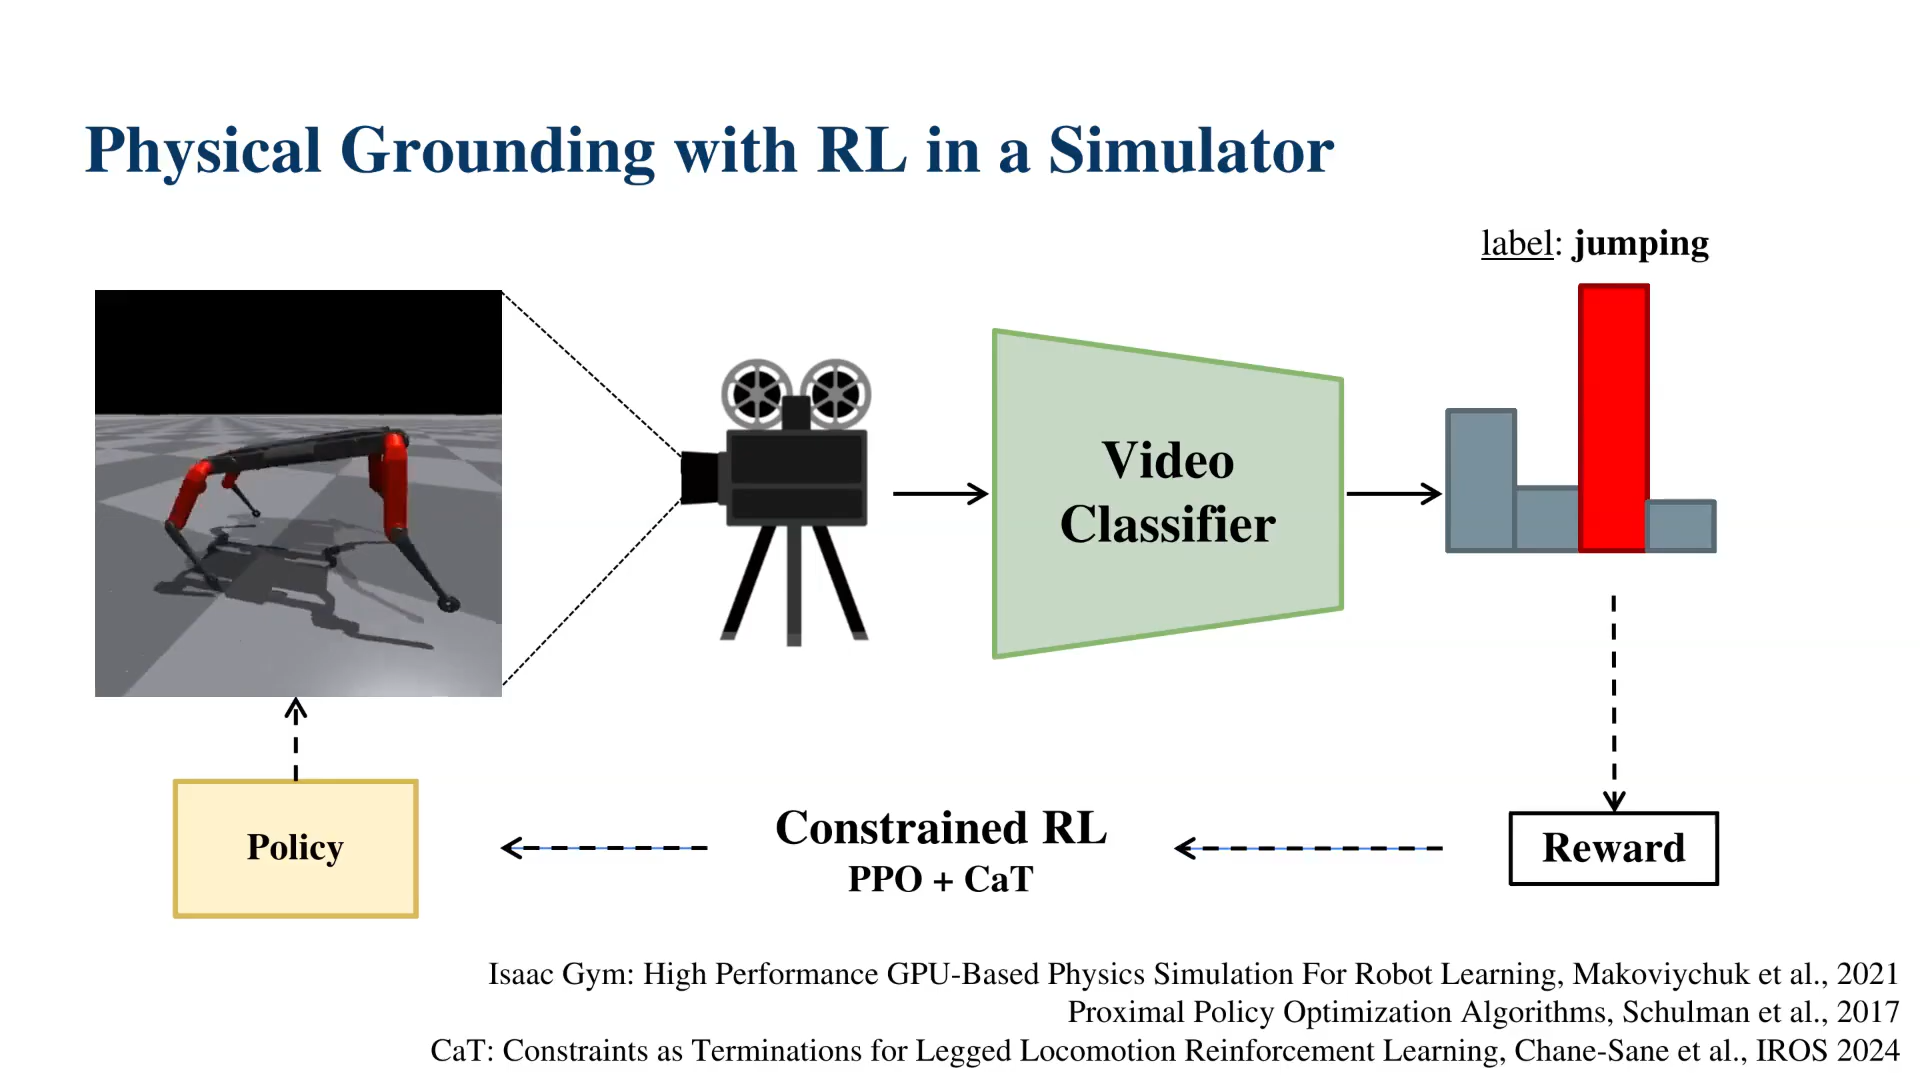 Physical Grounding with RL in a Simulator
label: jumping
Video
Classifier
Policy
Constrained RL
PPO + CaT
Reward
Isaac Gym: High Performance GPU-Based Physics Simulation For Robot Learning, Makoviychuk et al., 2021
Proximal Policy Optimization Algorithms, Schulman et al., 2017
CaT: Constraints as Terminations for Legged Locomotion Reinforcement Learning, Chane-Sane et al., IROS 2024